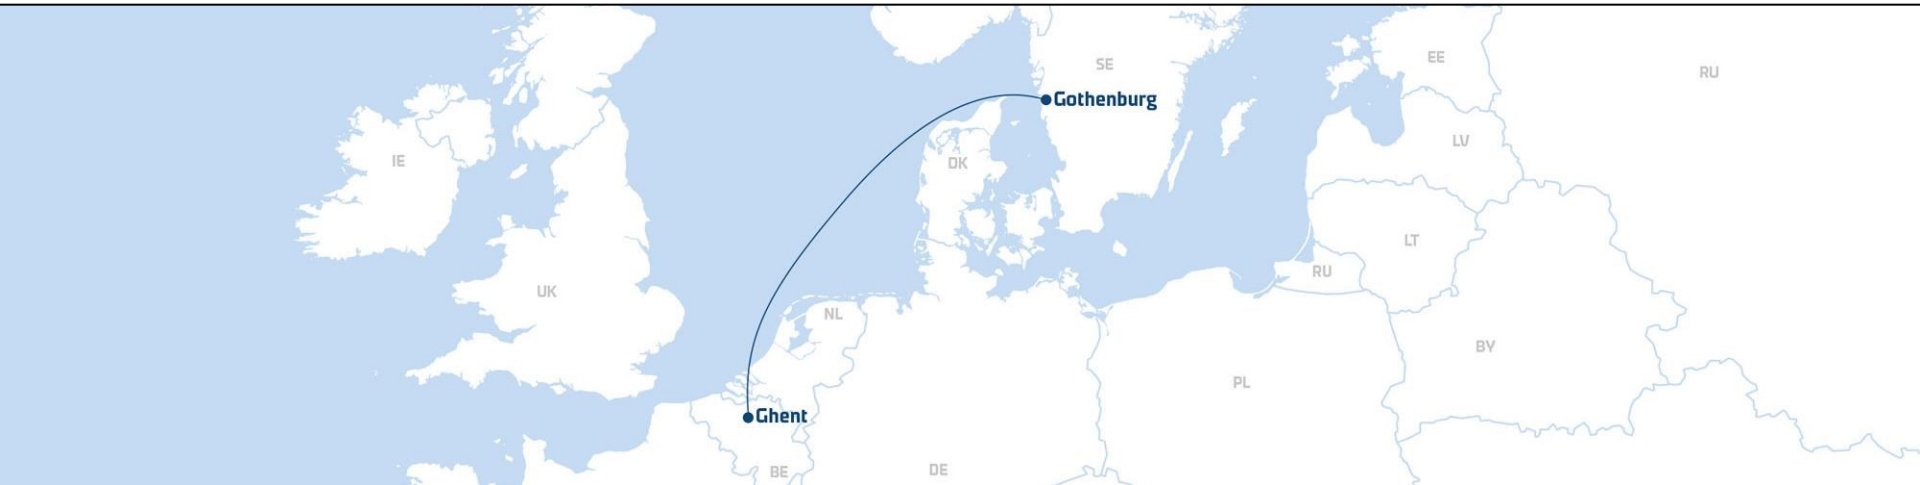 SE
EE
RU
Gothenburg
LV
IE
DK
LT
RU
UK
NL
BY
PL
Ghent
BE
DE